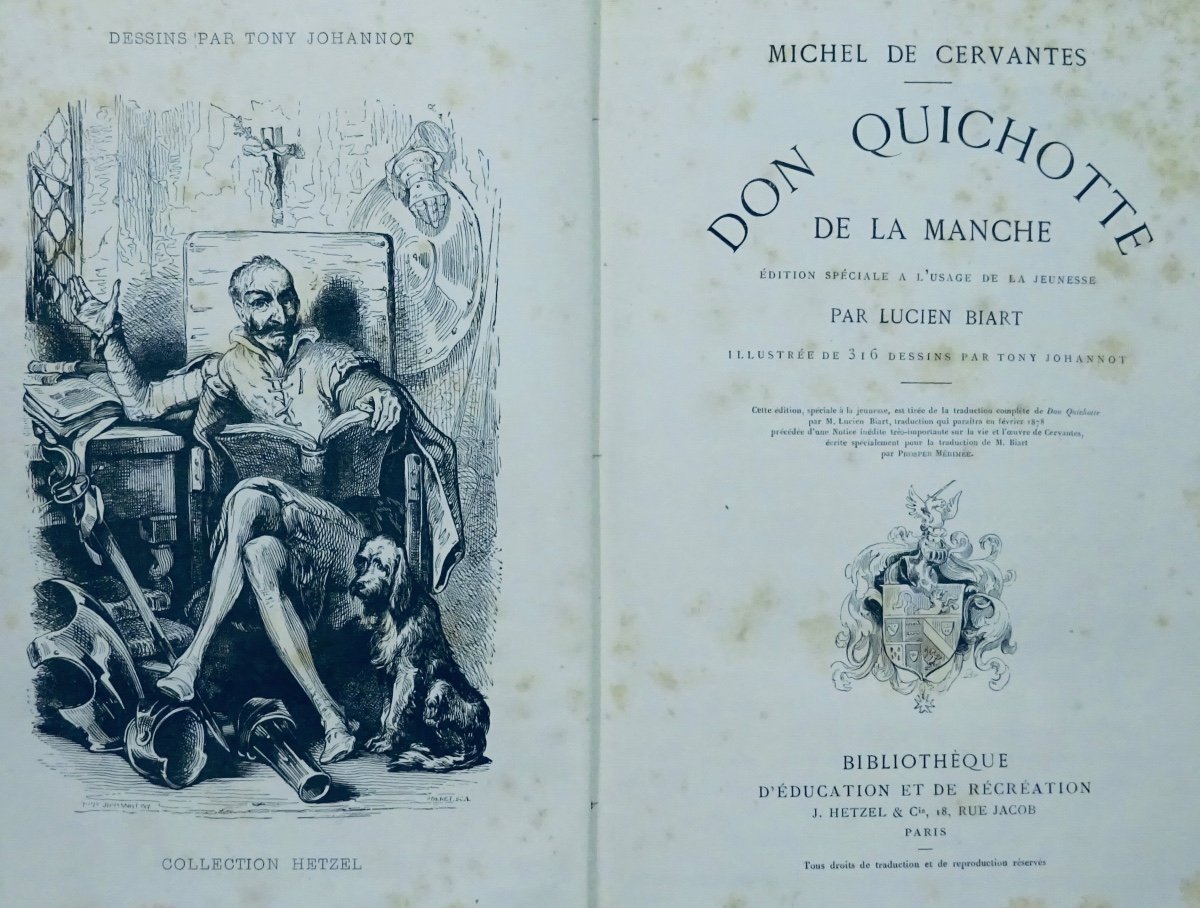 DESSINS PAR TONY JOHANNOT
COLLECTION HETZEL
MICHEL DE CERVANTES
DON QUICHOTTE
DE LA MANCHE
ÉDITION SPÉCIALE A L'USAGE DE LA JEUNESSE
PAR LUCIEN BIART
ILLUSTRÉE DE 316 DESSINS PAR TONY JOHANNOT
Cette édition, spéciale à la jeunesse, est tirée de la traduction complète de Don Quichotte
par M. Lucien Biart, traduction qui paraîtra en février 1878
précédée d'une Notice inédite très-importante sur la vie et l'œuvre de Cervantes,
écrite spécialement pour la traduction de M. Biart
par PROSPER MÉRIMÉE.
BIBLIOTHÈQUE
D'ÉDUCATION ET DE RÉCRÉATION
J. HETZEL & Cie, 18, RUE JACOB
PARIS
Tous droits de traduction et de reproduction réservés